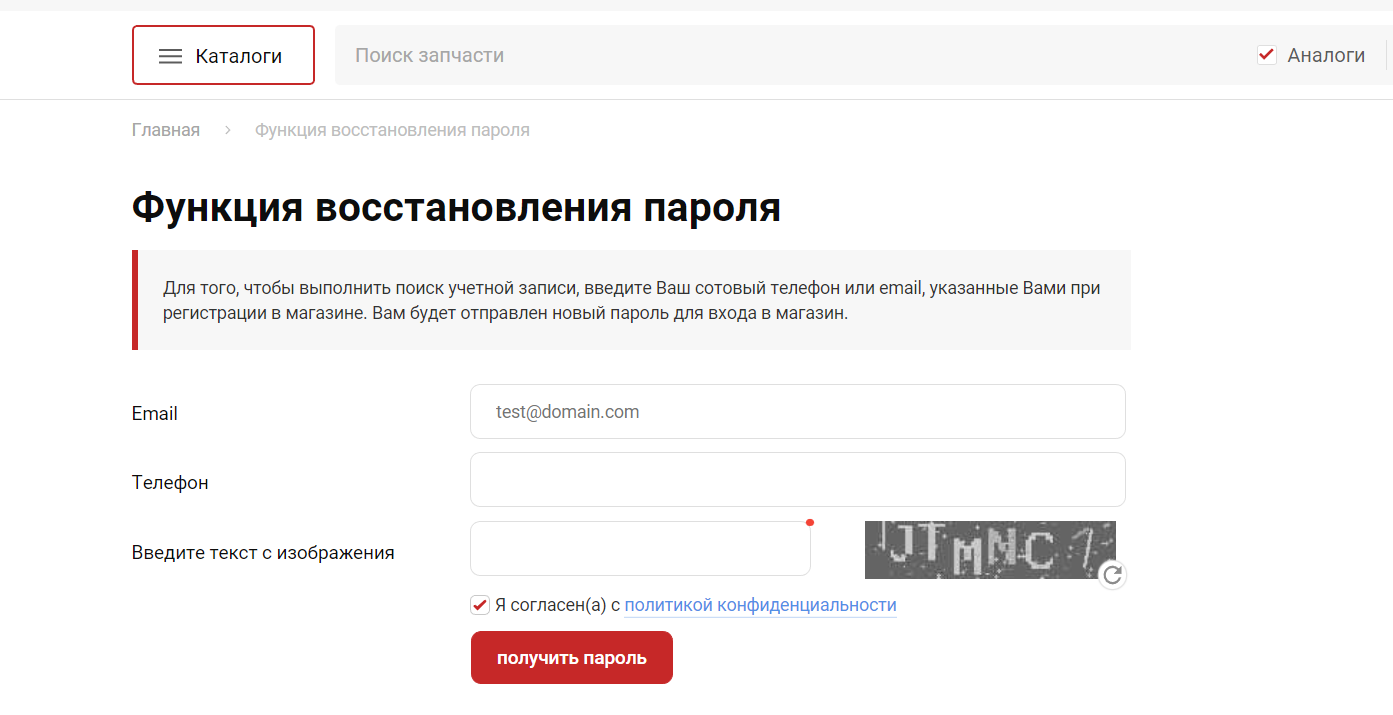 Каталоги
Поиск запчасти
Аналоги
Главная > Функция восстановления пароля
Функция восстановления пароля
Для того, чтобы выполнить поиск учетной записи, введите Ваш сотовый телефон или email, указанные Вами при
регистрации в магазине. Вам будет отправлен новый пароль для входа в магазин.
Email
test@domain.com
Телефон
Введите текст с изображения
Я согласен(а) с политикой конфиденциальности
получить пароль